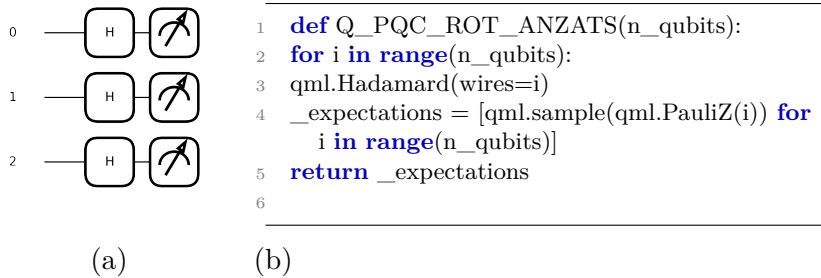 0 H
1 H
2 H
1 def Q_PQC_ROT_ANZATS(n_qubits):
2 for i in range(n_qubits):
3 qml.Hadamard(wires=i)
4 _expectations = [qml.sample(qml.PauliZ(i)) for
i in range(n_qubits)]
5 return _expectations
6
(a) (b)